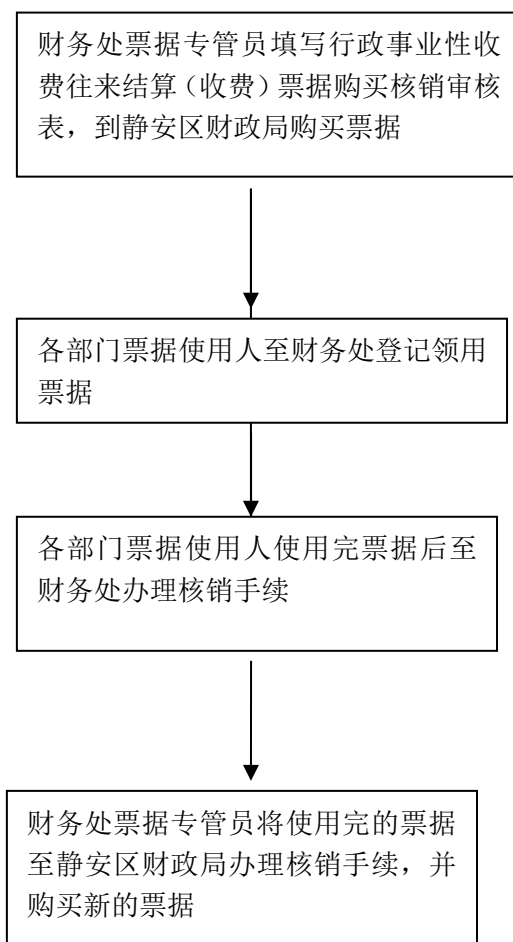 财务处票据专管员填写行政事业性收
费往来结算（收费）票据购买核销审核
表，到静安区财政局购买票据
各部门票据使用人至财务处登记领用
票据
各部门票据使用人使用完票据后至
财务处办理核销手续
财务处票据专管员将使用完的票据
至静安区财政局办理核销手续，并
购买新的票据